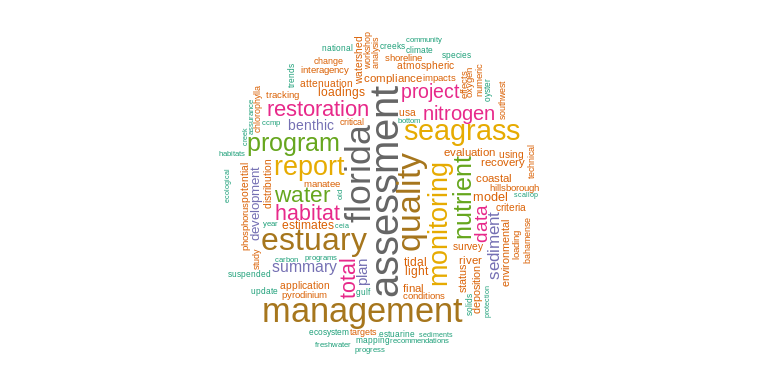 community
national
creeks
climate
species
watershed
workshop
analysis
change
shoreline
interagency
atmospheric
trends
attenuation
compliance
impacts
effects
oxygen
numeric
tracking
loadings
project
oyster
southwest
restoration
nitrogen
usa
chlorophylla
assurance
ccmp
benthic
critical
bottom
creek
program
florida
assessment
seagrass
habitats
report
quality
evaluation
using
technical
recovery
ecological
potential
distribution
manatee
monitoring
nutrient
coastal
hillsborough
scallop
water
old
model
phosphorus
development
habitat
data
criteria
year
estimates
ceia
estuary
survey
sediment
environmental
loading
bahamense
study
carbon
programs
tidal
river
suspended
summary
total
plan
light
status
deposition
application
update
pyrodinium
gulf
final
conditions
solids
protection
management
ecosystem
targets
estuarine
sediments
freshwater
mapping
recommendations
progress